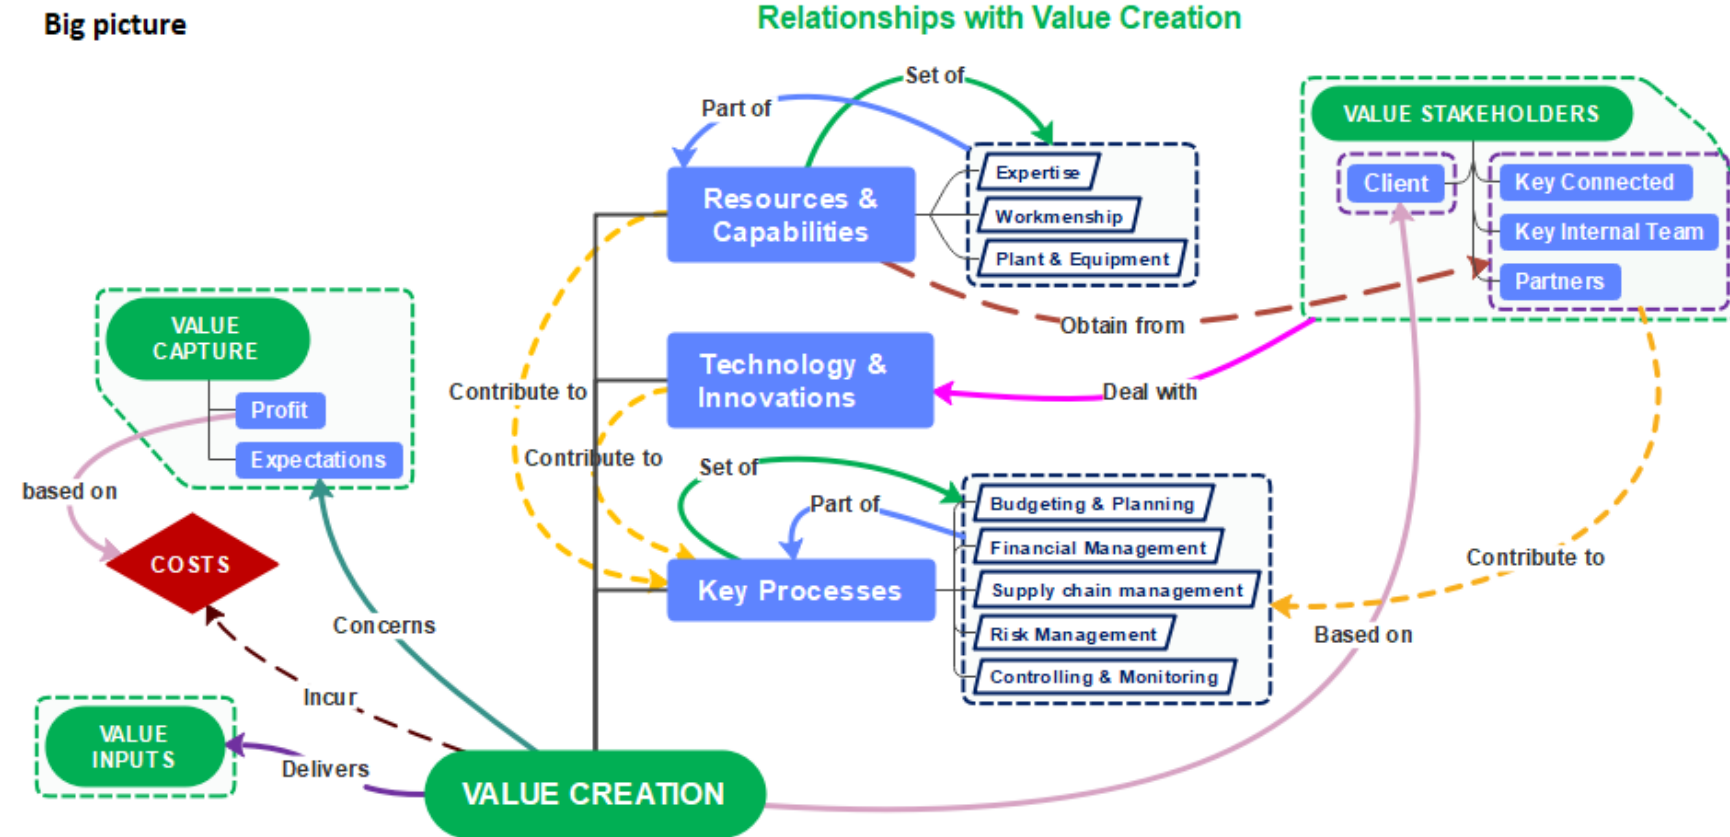 Big picture
Relationships with Value Creation
Set of
Part of
VALUE STAKEHOLDERS
Client
Key Connected
Key Internal Team
Partners
Resources &
Capabilities
Expertise
Workmenship
Plant & Equipment
Obtain from
VALUE
CAPTURE
Profit
Expectations
Technology &
Innovations
Contribute to
Deal with
Contribute to
Set of
Part of
based on
COSTS
Key Processes
Budgeting & Planning
Financial Management
Supply chain management
Risk Management
Controlling & Monitoring
Contribute to
Based on
Concerns
Incur
VALUE
INPUTS
Delivers
VALUE CREATION